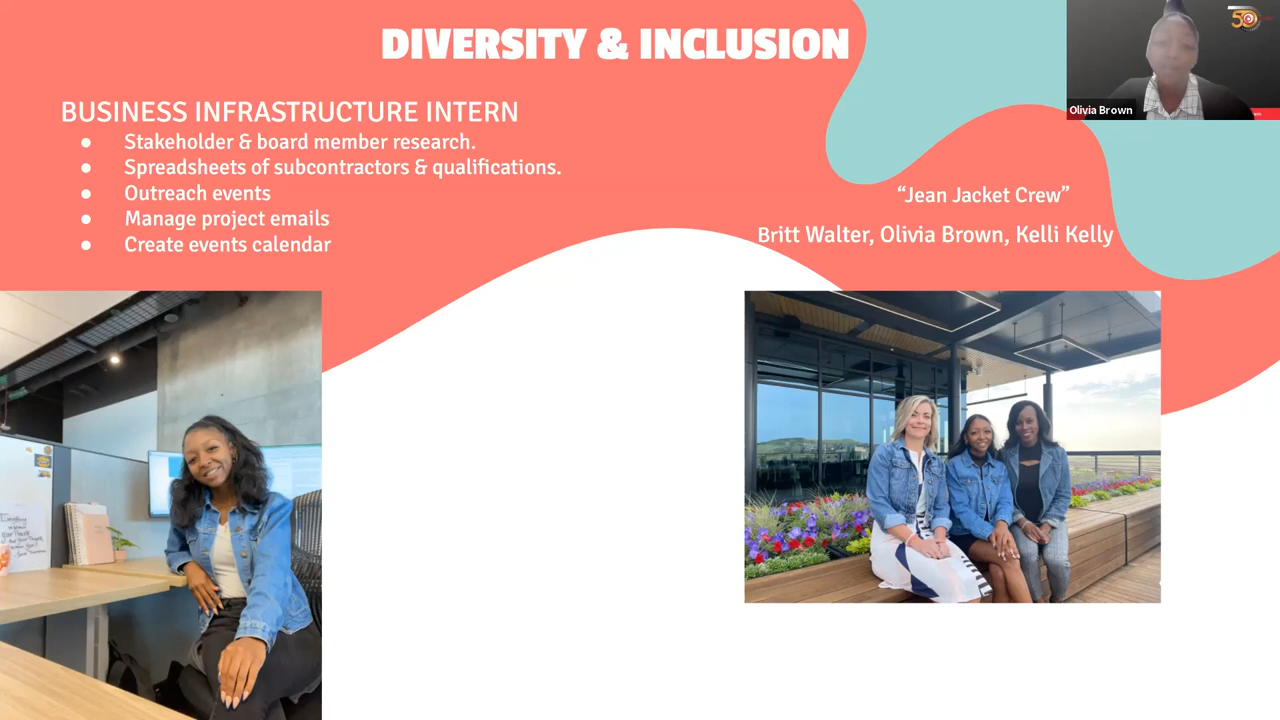 DIVERSITY & INCLUSION
50
Olivia Brown
BUSINESS INFRASTRUCTURE INTERN
● Stakeholder & board member research.
● Spreadsheets of subcontractors & qualifications.
● Outreach events
● Manage project emails
● Create events calendar
“Jean Jacket Crew”
Britt Walter, Olivia Brown, Kelli Kelly